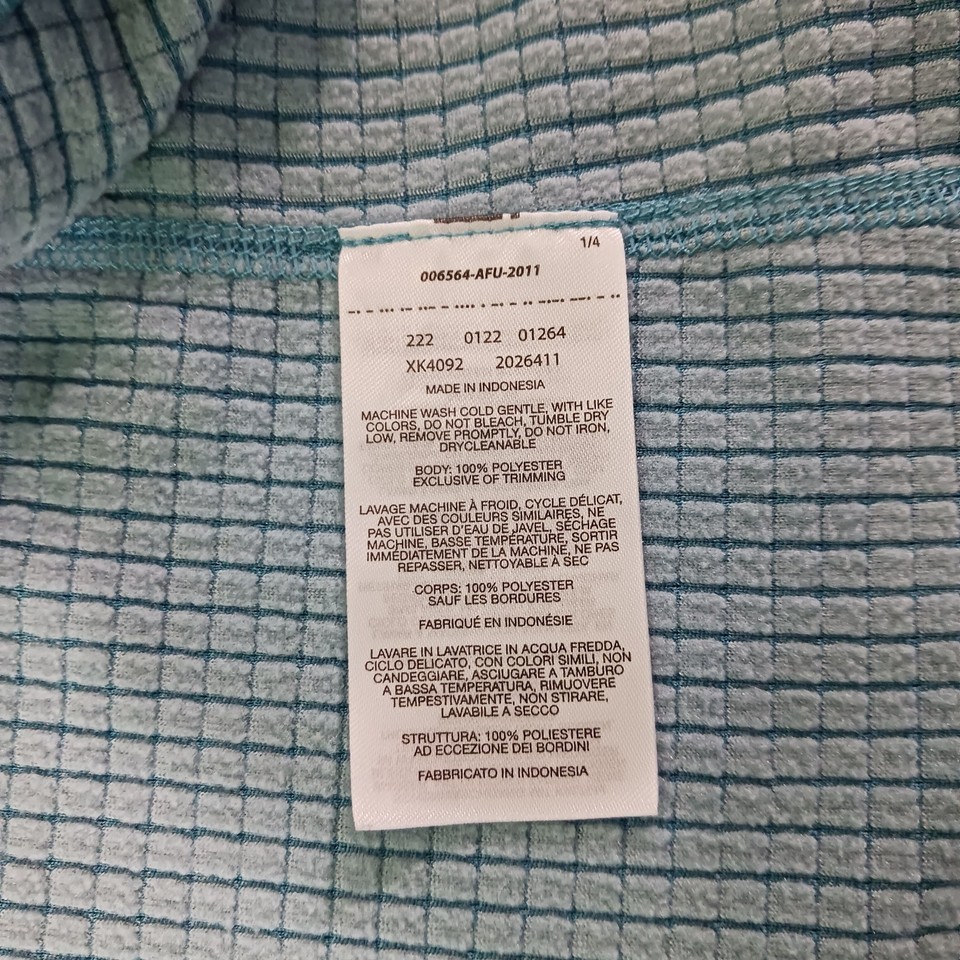 1/4
006564-AFU-2011
222 0122 01264
XK4092 2026411
MADE IN INDONESIA
MACHINE WASH COLD GENTLE, WITH LIKE
COLORS, DO NOT BLEACH, TUMBLE DRY
LOW, REMOVE PROMPTLY, DO NOT IRON,
DRYCLEANABLE
BODY: 100% POLYESTER
EXCLUSIVE OF TRIMMING
LAVAGE MACHINE À FROID, CYCLE DÉLICAT,
AVEC DES COULEURS SIMILAIRES, NE
PAS UTILISER D'EAU DE JAVEL, SÉCHAGE
MACHINE, BASSE TEMPÉRATURE, SORTIR
IMMÉDIATEMENT DE LA MACHINE, NE PAS
REPASSER, NETTOYABLE A SEC
CORPS: 100% POLYESTER
SAUF LES BORDURES
FABRIQUÉ EN INDONÉSIE
LAVARE IN LAVATRICE IN ACQUA FREDDA,
CICLO DELICATO, CON COLORI SIMILI, NON
CANDEGGIARE, ASCIUGARE A TAMBURO
A BASSA TEMPERATURA, RIMUOVERE
TEMPESTIVAMENTE, NON STIRARE,
LAVABILE A SECCO
STRUTTURA: 100% POLIESTERE
AD ECCEZIONE DEI BORDINI
FABBRICATO IN INDONESIA